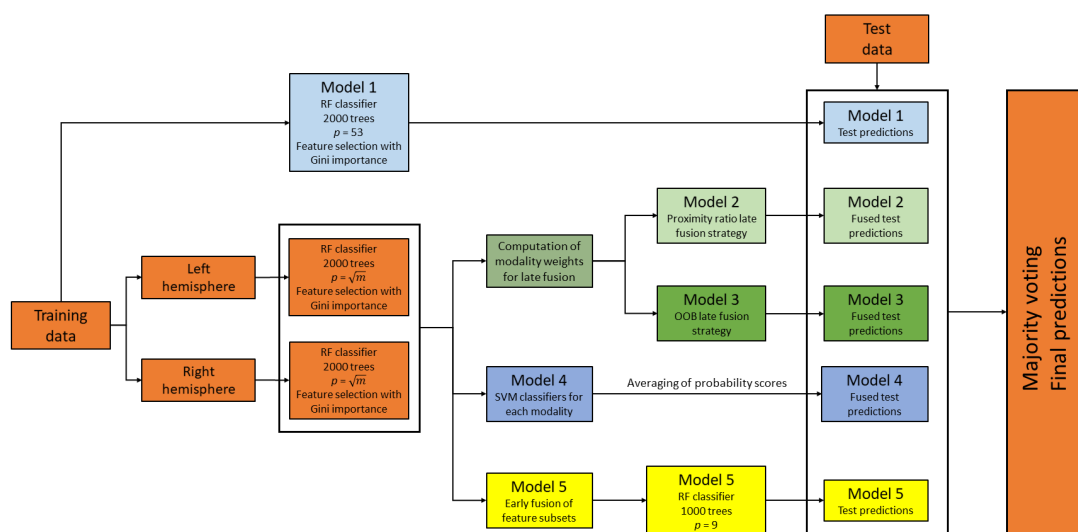 Test
data
Model 1
RF classifier
2000 trees
p = 53
Feature selection with
Gini importance
Model 1
Test predictions
Model 2
Proximity ratio late
fusion strategy
Model 2
Fused test
predictions
Computation of
modality weights
for late fusion
Left
hemisphere
RF classifier
2000 trees
p = √m
Feature selection with
Gini importance
Training
data
Model 3
OOB late fusion
strategy
Model 3
Fused test
predictions
Right
hemisphere
RF classifier
2000 trees
p = √m
Feature selection with
Gini importance
Model 4
SVM classifiers for
each modality
Averaging of probability scores
Model 4
Fused test
predictions
Model 5
Early fusion of
feature subsets
Model 5
RF classifier
1000 trees
p = 9
Model 5
Test predictions
Majority voting
Final predictions